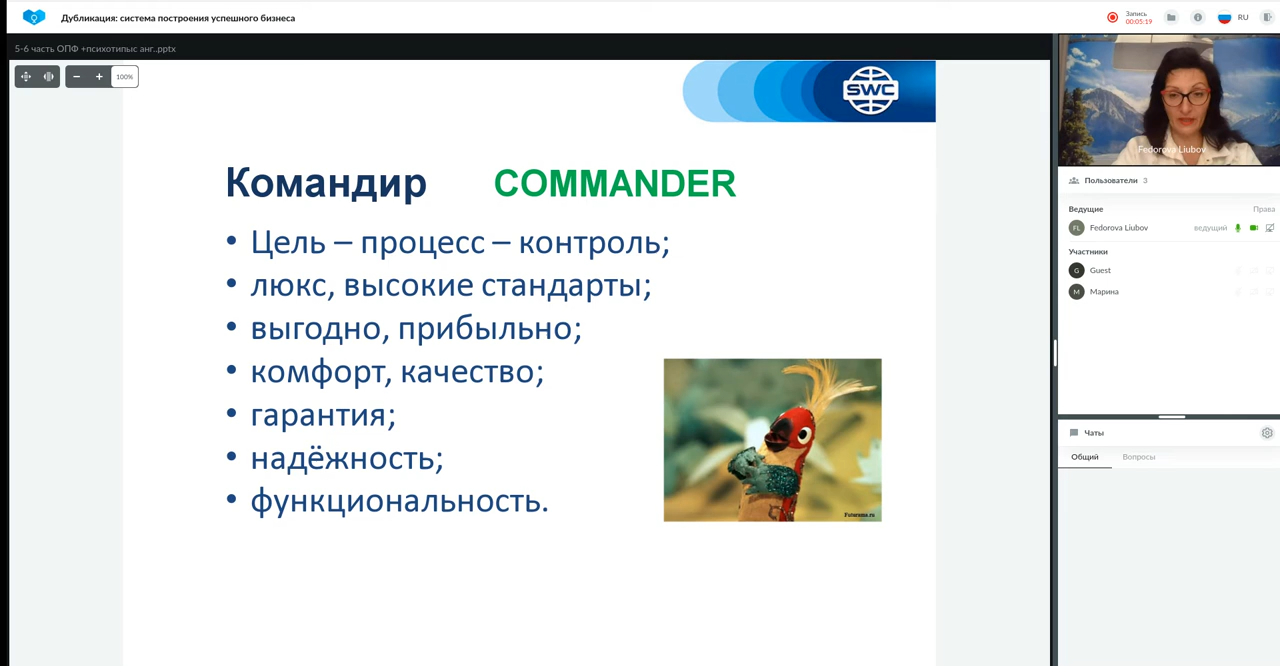 Дубликация: система построения успешного бизнеса
Запись
00:05:19
RU
5-6 часть ОПФ +психотипыс анг..pptx
100%
SWC
Командир COMMANDER
• Цель – процесс – контроль;
• люкс, высокие стандарты;
• выгодно, прибыльно;
• комфорт, качество;
• гарантия;
• надёжность;
• функциональность.
Futurama.ru
Fedorova Liubov
Пользователи 3
Ведущие Права
FL Fedorova Liubov ведущий
Участники
G Guest
M Марина
Чаты
Общий Вопросы